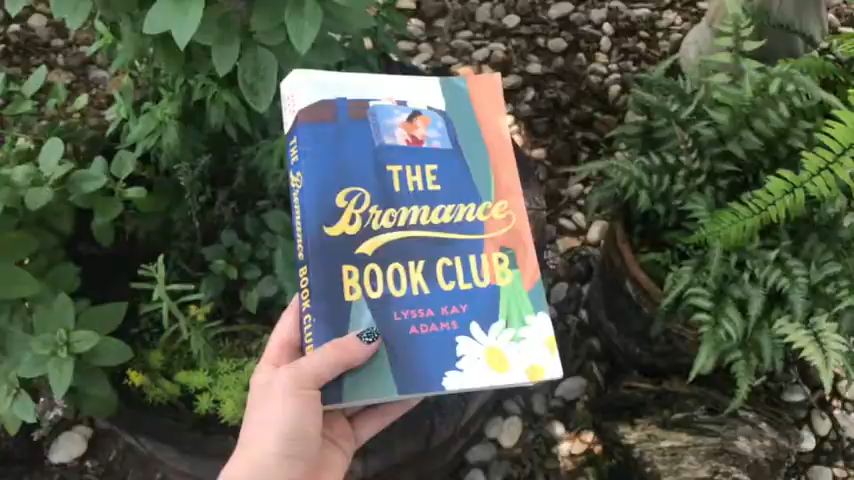 THE Bromance BOOK CLUB
THE
Bromance
BOOK CLUB
LYSSA KAY
ADAMS